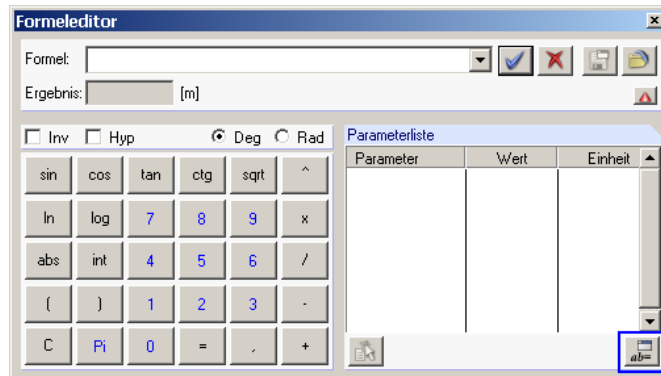 Formeleditor
Formel:
Ergebnis: [m]
Inv Hyp Deg Rad
sin cos tan ctg sqrt ^
ln log 7 8 9 x
abs int 4 5 6 /
( ) 1 2 3 -
C Pi 0 = , +
Parameterliste
Parameter Wert Einheit
ab=